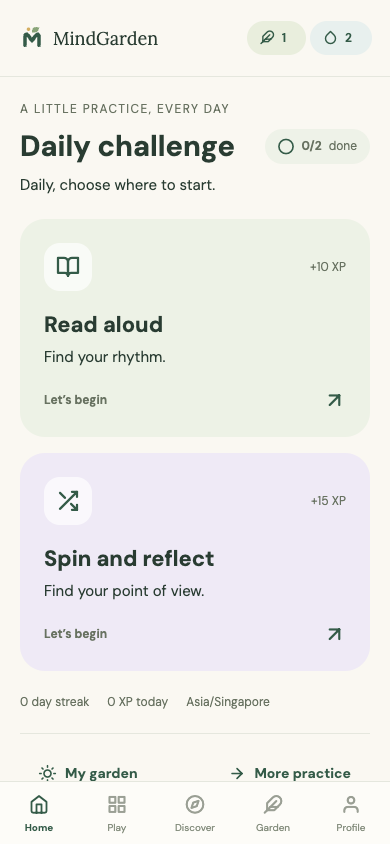 MindGarden
1
2
A LITTLE PRACTICE, EVERY DAY
Daily challenge
0/2 done
Daily, choose where to start.
+10 XP
Read aloud
Find your rhythm.
Let's begin
+15 XP
Spin and reflect
Find your point of view.
Let's begin
0 day streak 0 XP today Asia/Singapore
My garden More practice
Home Play Discover Garden Profile